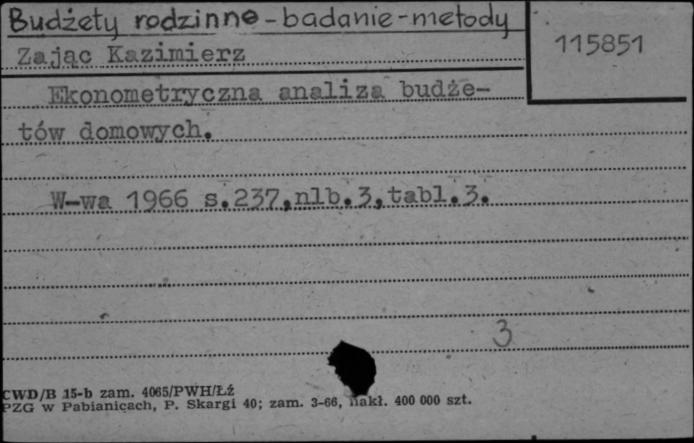 Budżety rodzinne - badanie - metody
115851
Zając Kazimierz
Ekonometryczna analiza budże-
tów domowych.
W-wa 1966 s.237,nlb.3,tabl.3.
3
CWD/B 15-b zam. 4065/PWH/Łź
PZG w Pabianicach, P. Skargi 40; zam. 3-66, nakł. 400 000 szt.